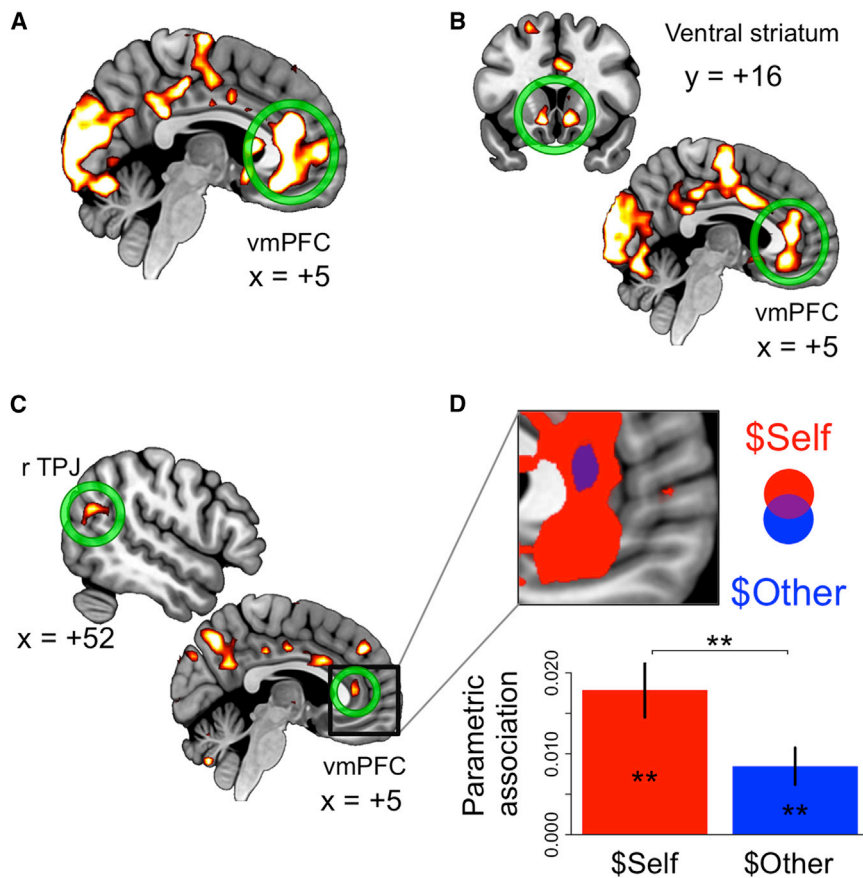 A
vmPFC
x = +5
B
Ventral striatum
y = +16
vmPFC
x = +5
C
r TPJ
x = +52
vmPFC
x = +5
D
$Self
$Other
**
Parametric
association
0.020
0.010
0.000
**
**
$Self
$Other